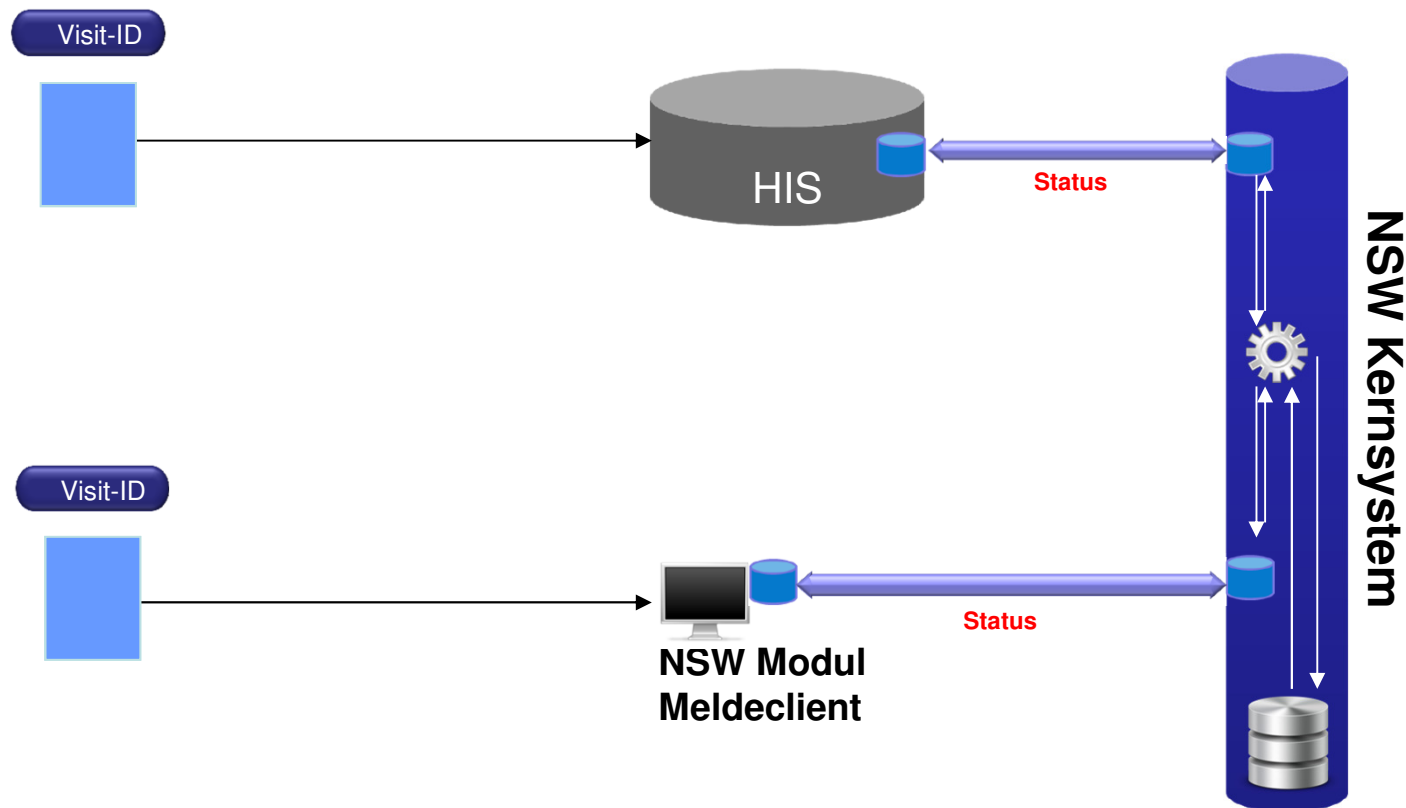 Visit-ID
HIS
Status
NSW Kernsystem
Visit-ID
Status
NSW Modul
Meldeclient